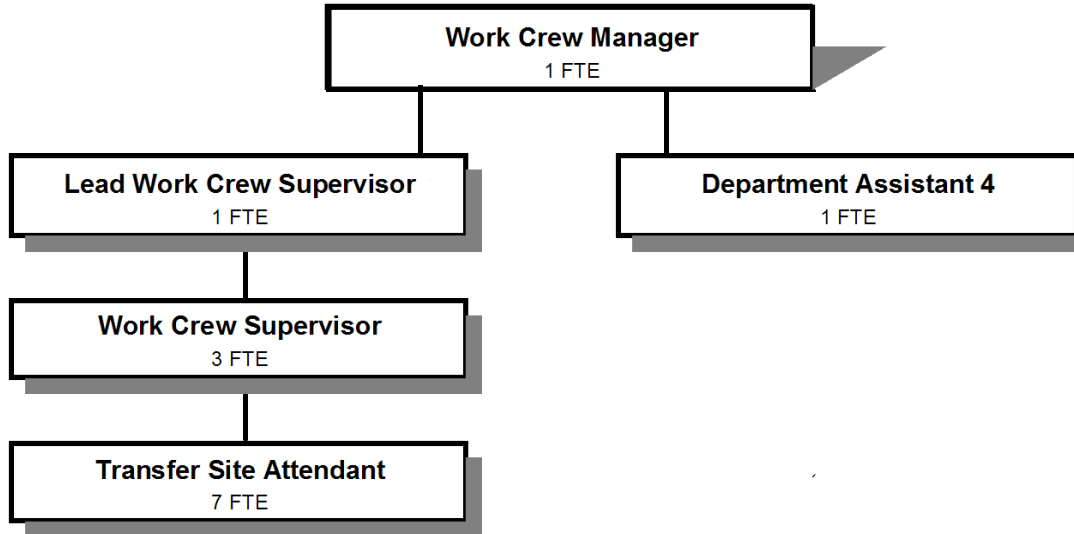 Work Crew Manager
1 FTE
Lead Work Crew Supervisor
1 FTE
Department Assistant 4
1 FTE
Work Crew Supervisor
3 FTE
Transfer Site Attendant
7 FTE